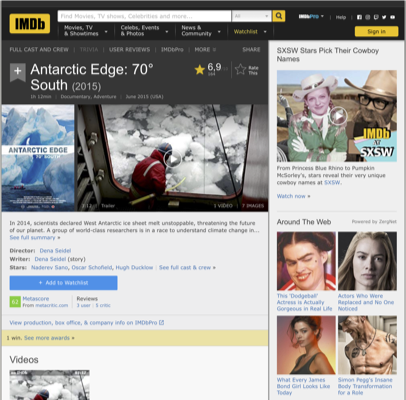 IMDb
Find Movies, TV shows, Celebrities and more...
All
IMDbPro
Help
Movies, TV & Showtimes
Celebs, Events & Photos
News & Community
Watchlist
Sign in
FULL CAST AND CREW | TRIVIA | USER REVIEWS | IMDbPro | MORE
SHARE
Antarctic Edge: 70° South (2015)
6,9
Rate This
1h 12min | Documentary, Adventure | June 2015 (USA)
ANTARCTIC EDGE
70° SOUTH
Trailer
1 VIDEO | 7 IMAGES
In 2014, scientists declared West Antarctic ice sheet melt unstoppable, threatening the future
of our planet. A group of world-class researchers is in a race to understand climate change in...
See full summary »
Director: Dena Seidel
Writer: Dena Seidel (story)
Stars: Naderev Sano, Oscar Schofield, Hugh Ducklow | See full cast & crew »
+ Add to Watchlist
Metascore
From metacritic.com
Reviews
3 user | 5 critic
View production, box office, & company info on IMDbPro
1 win. See more awards »
Videos
SXSW Stars Pick Their Cowboy
Names
IMDb
at
SXSW
From Princess Blue Rhino to Pumpkin
McSorley's, stars reveal their very unique
cowboy names at SXSW.
Watch now »
Around The Web
Powered by ZergNet
This 'Dodgeball'
Actress is Actually
Gorgeous in Real Life
Actors Who Were
Replaced and No One
Noticed
What Every James
Bond Girl Looks Like
Today
Simon Pegg's Insane
Body Transformation
for a Role